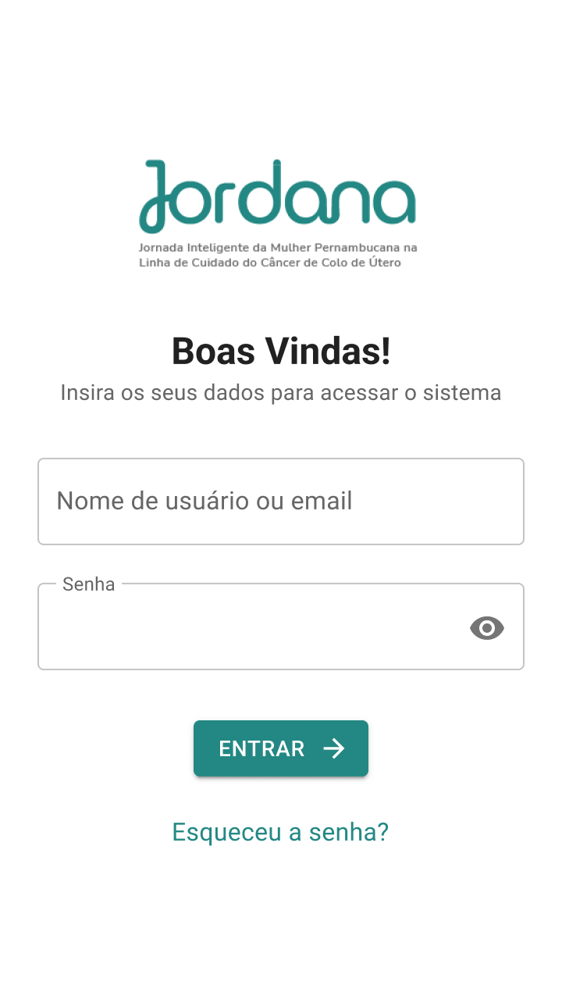 Jordana
Jornada Inteligente da Mulher Pernambucana na
Linha de Cuidado do Câncer de Colo de Útero
Boas Vindas!
Insira os seus dados para acessar o sistema
Nome de usuário ou email
Senha
ENTRAR
Esqueceu a senha?